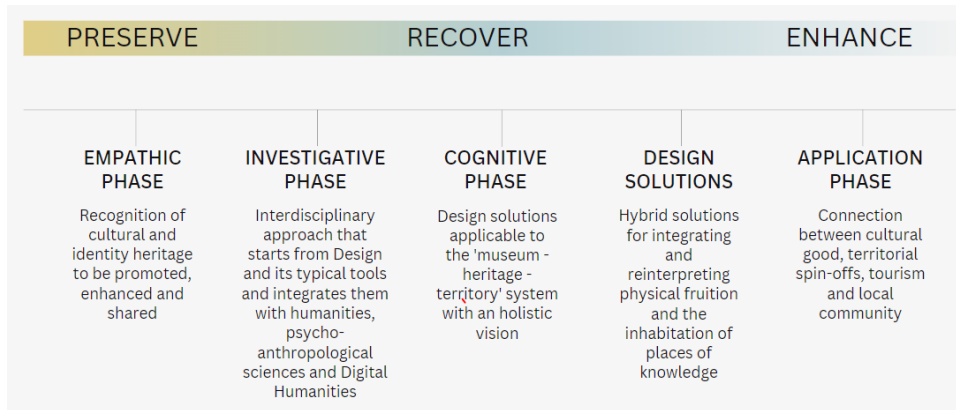 PRESERVE RECOVER ENHANCE
EMPATHIC
PHASE
Recognition of
cultural and
identity heritage
to be promoted,
enhanced and
shared
INVESTIGATIVE
PHASE
Interdisciplinary
approach that
starts from Design
and its typical tools
and integrates them
with humanities,
psycho-
anthropological
sciences and Digital
Humanities
COGNITIVE
PHASE
Design solutions
applicable to
the 'museum -
heritage -
territory' system
with an holistic
vision
DESIGN
SOLUTIONS
Hybrid solutions
for integrating
and
reinterpreting
physical fruition
and the
inhabitation of
places of
knowledge
APPLICATION
PHASE
Connection
between cultural
good, territorial
spin-offs, tourism
and local
community